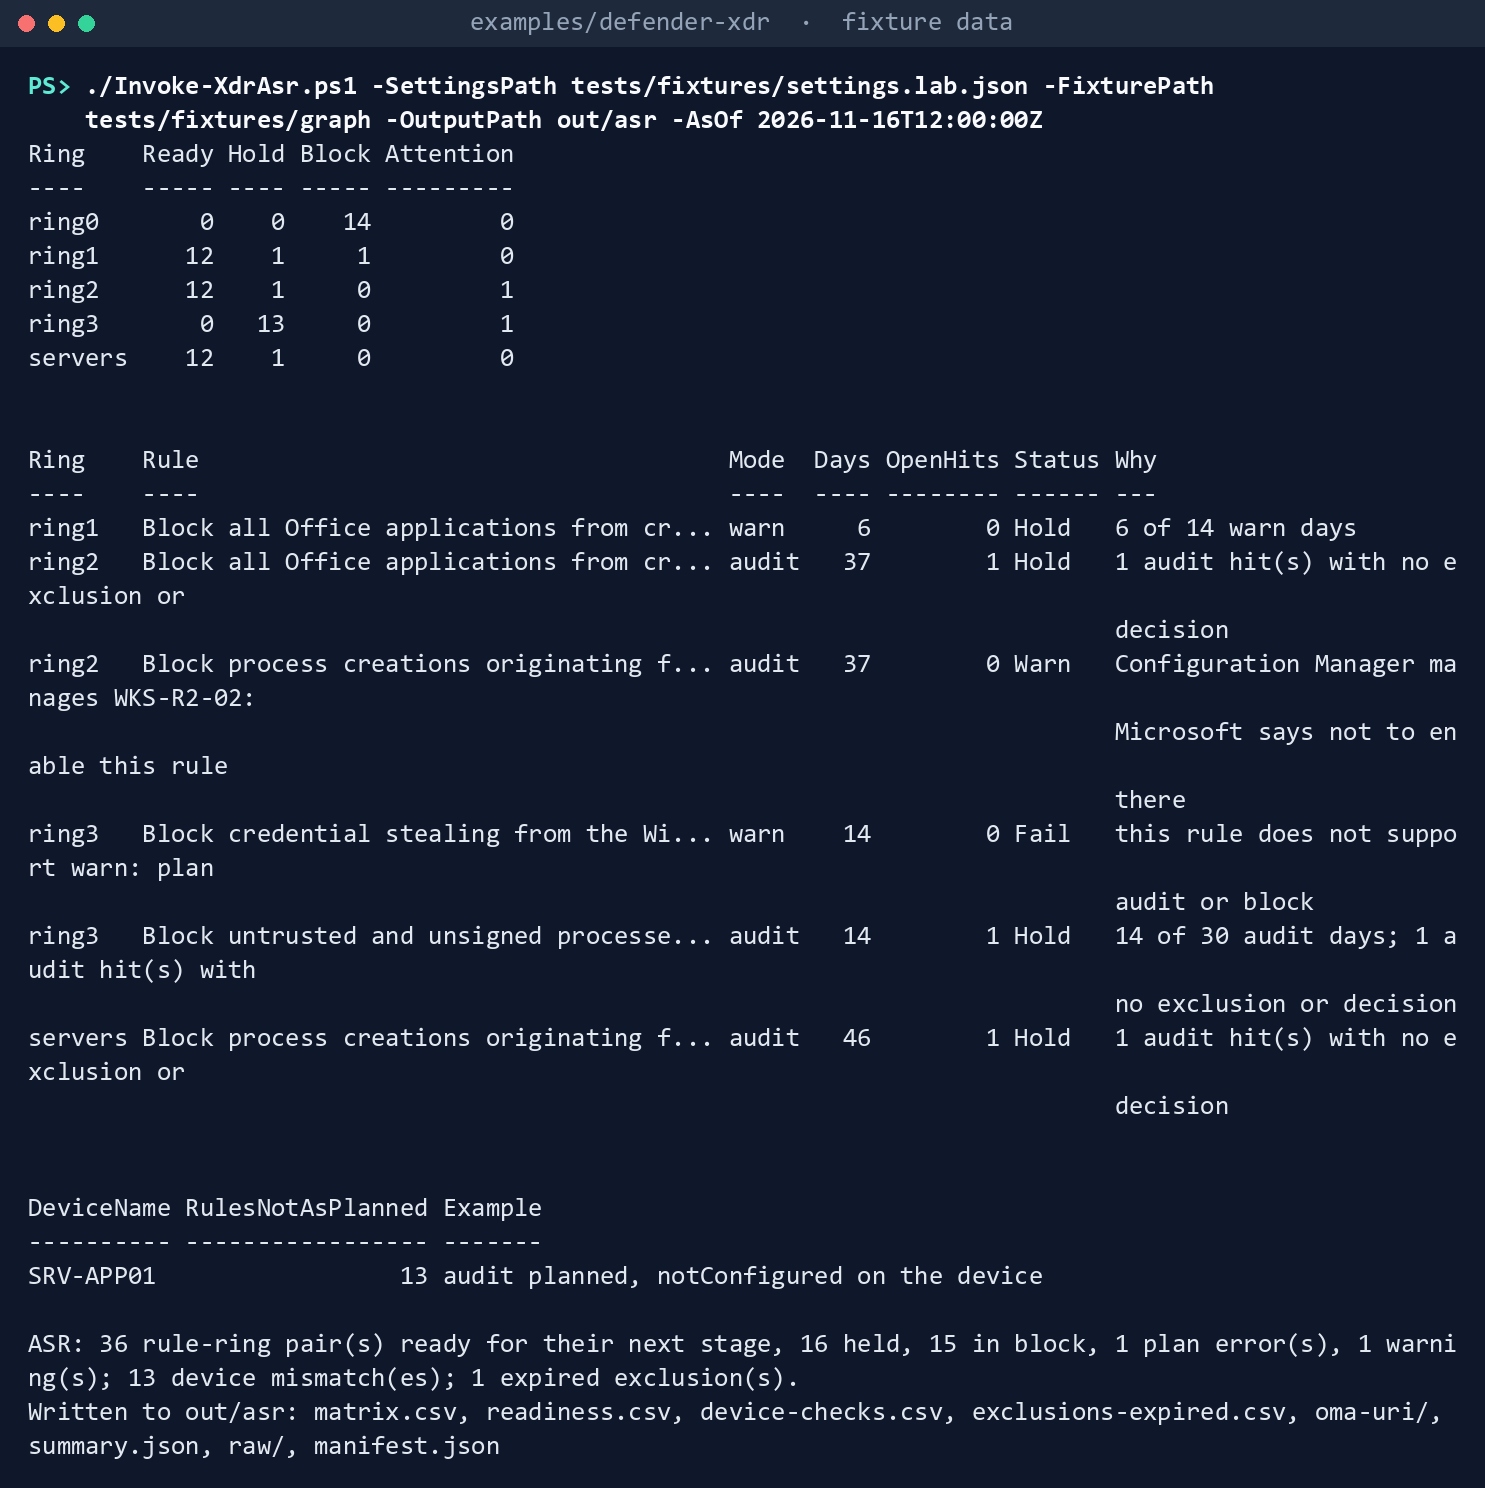 examples/defender-xdr · fixture data
PS> ./Invoke-XdrAsr.ps1 -SettingsPath tests/fixtures/settings.lab.json -FixturePath
    tests/fixtures/graph -OutputPath out/asr -AsOf 2026-11-16T12:00:00Z
Ring    Ready Hold Block Attention
----    ----- ---- ----- ---------
ring0       0    0    14         0
ring1      12    1     1         0
ring2      12    1     0         1
ring3       0   13     0         1
servers    12    1     0         0
Ring    Rule                                     Mode  Days OpenHits Status Why
----    ----                                     ----  ---- -------- ------ ---
ring1   Block all Office applications from cr... warn     6        0 Hold   6 of 14 warn days
ring2   Block all Office applications from cr... audit   37        1 Hold   1 audit hit(s) with no e
xclusion or
                                                                            decision
ring2   Block process creations originating f... audit   37        0 Warn   Configuration Manager ma
nages WKS-R2-02:
                                                                            Microsoft says not to en
able this rule
                                                                            there
ring3   Block credential stealing from the Wi... warn    14        0 Fail   this rule does not suppo
rt warn: plan
                                                                            audit or block
ring3   Block untrusted and unsigned processe... audit   14        1 Hold   14 of 30 audit days; 1 a
udit hit(s) with
                                                                            no exclusion or decision
servers Block process creations originating f... audit   46        1 Hold   1 audit hit(s) with no e
xclusion or
                                                                            decision
DeviceName RulesNotAsPlanned Example
---------- ----------------- -------
SRV-APP01                 13 audit planned, notConfigured on the device
ASR: 36 rule-ring pair(s) ready for their next stage, 16 held, 15 in block, 1 plan error(s), 1 warni
ng(s); 13 device mismatch(es); 1 expired exclusion(s).
Written to out/asr: matrix.csv, readiness.csv, device-checks.csv, exclusions-expired.csv, oma-uri/,
summary.json, raw/, manifest.json